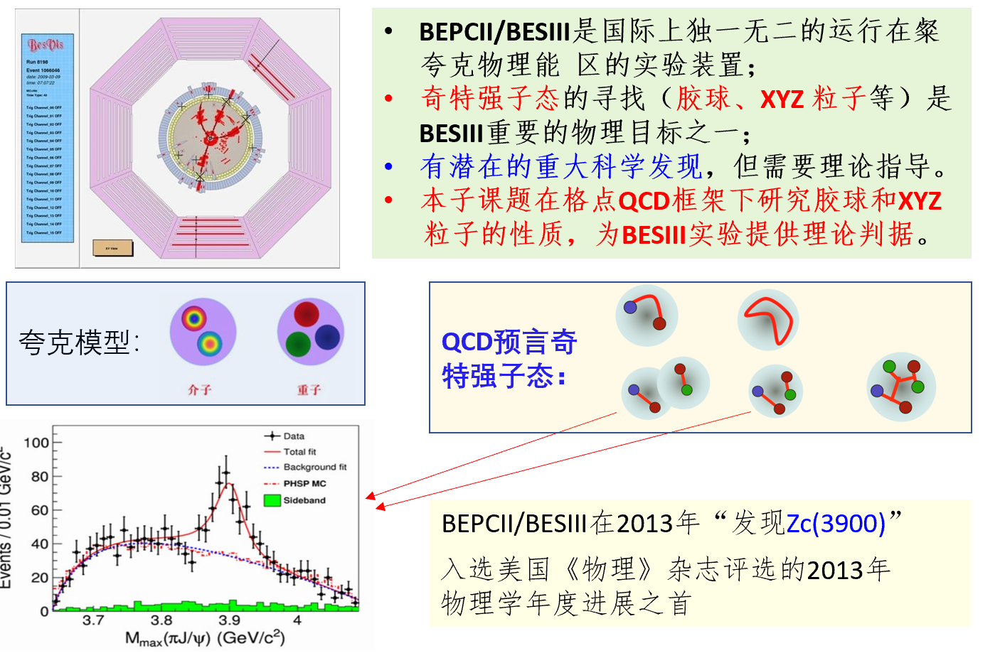 BesVis
Run 8198
Event 1066046
date: 2009-03-09
time: 07:07:22
Trig Channel_00 OFF
Trig Channel_01 OFF
Trig Channel_02 OFF
Trig Channel_03 OFF
Trig Channel_04 OFF
Trig Channel_05 OFF
Trig Channel_06 OFF
Trig Channel_07 OFF
Trig Channel_08 OFF
Trig Channel_09 OFF
Trig Channel_10 OFF
Trig Channel_11 OFF
Trig Channel_12 OFF
Trig Channel_13 OFF
Trig Channel_14 OFF
Trig Channel_15 OFF
XY View
• BEPCII/BESIII是国际上独一无二的运行在粲
夸克物理能 区的实验装置；
• 奇特强子态的寻找（胶球、XYZ 粒子等）是
BESIII重要的物理目标之一；
• 有潜在的重大科学发现，但需要理论指导。
• 本子课题在格点QCD框架下研究胶球和XYZ
粒子的性质，为BESIII实验提供理论判据。
夸克模型：
介子
重子
QCD预言奇
特强子态：
Events / 0.01 GeV/c²
100
80
60
40
20
0
Data
Total fit
Background fit
PHSP MC
Sideband
3.7 3.8 3.9 4
Mmax(πJ/ψ) (GeV/c²)
BEPCII/BESIII在2013年“发现Zc(3900)”
入选美国《物理》杂志评选的2013年
物理学年度进展之首